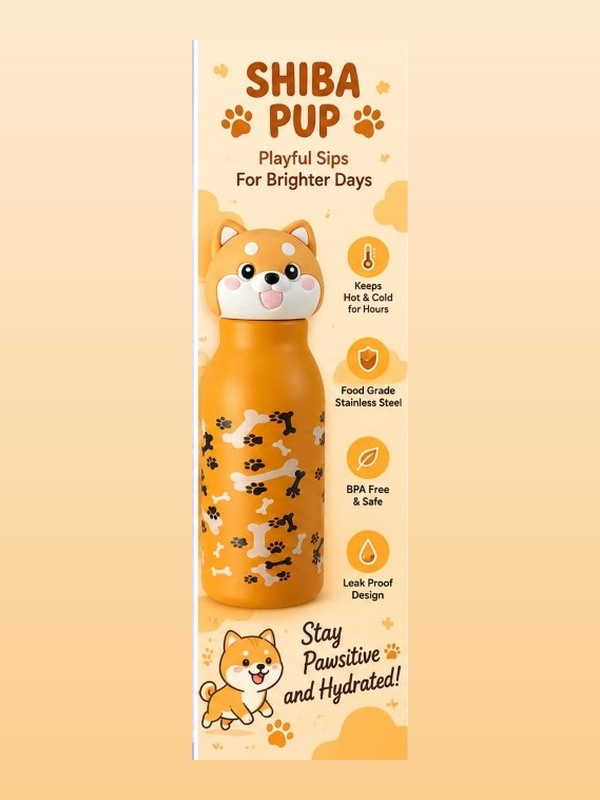 SHIBA
PUP
Playful Sips
For Brighter Days
Keeps
Hot & Cold
for Hours
Food Grade
Stainless Steel
BPA Free
& Safe
Leak Proof
Design
Stay
Pawsitive
and Hydrated!